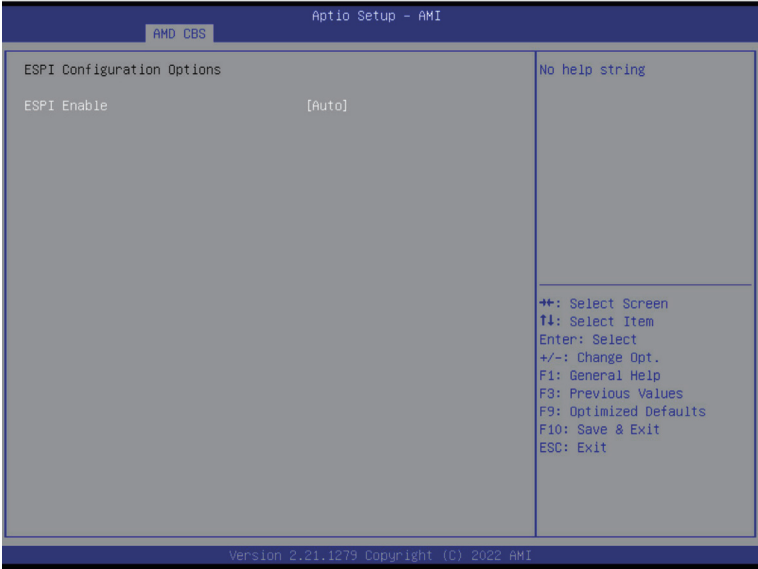 Aptio Setup - AMI
AMD CBS
ESPI Configuration Options
ESPI Enable [Auto]
No help string
→←: Select Screen
↑↓: Select Item
Enter: Select
+/-: Change Opt.
F1: General Help
F3: Previous Values
F9: Optimized Defaults
F10: Save & Exit
ESC: Exit
Version 2.21.1279 Copyright (C) 2022 AMI